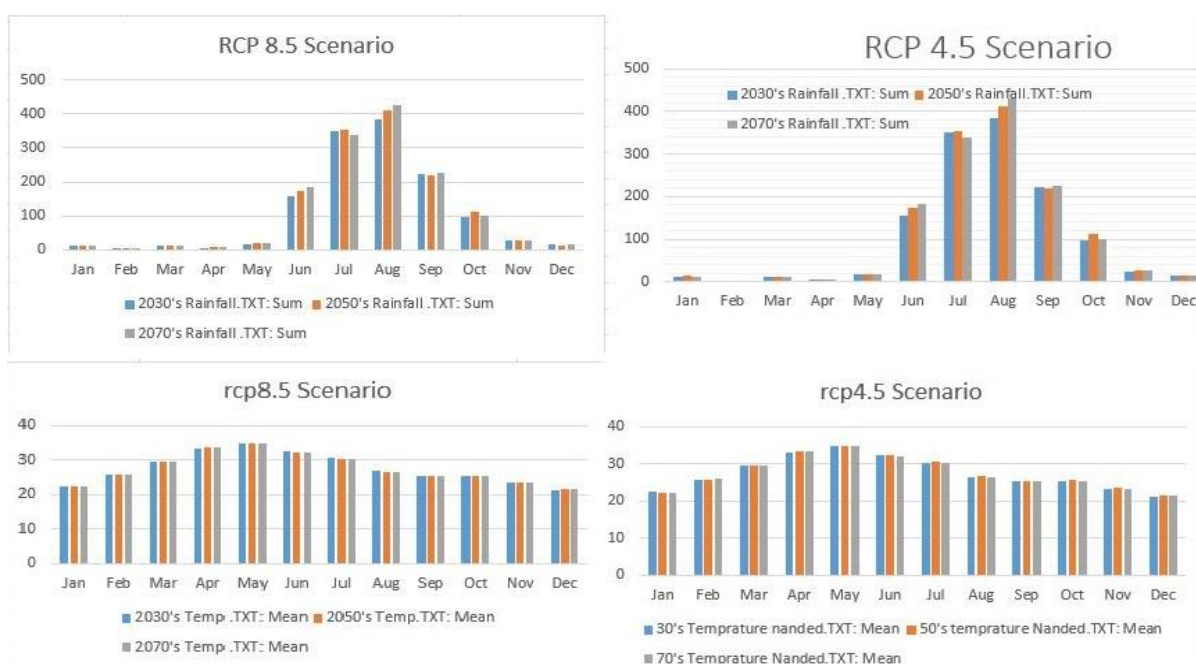 RCP 8.5 Scenario
500
400
300
200
100
0
Jan Feb Mar Apr May Jun Jul Aug Sep Oct Nov Dec
2030's Rainfall.TXT: Sum 2050's Rainfall .TXT: Sum
2070's Rainfall .TXT: Sum
RCP 4.5 Scenario
500
2030's Rainfall .TXT: Sum 2050's Rainfall.TXT: Sum
2070's Rainfall .TXT: Sum
400
300
200
100
0
Jan Feb Mar Apr May Jun Jul Aug Sep Oct Nov Dec
rcp8.5 Scenario
40
30
20
10
0
Jan Feb Mar Apr May Jun Jul Aug Sep Oct Nov Dec
2030's Temp .TXT: Mean 2050's Temp.TXT: Mean
2070's Temp .TXT: Mean
rcp4.5 Scenario
40
30
20
10
0
Jan Feb Mar Apr May Jun Jul Aug Sep Oct Nov Dec
30's Temprature nanded.TXT: Mean 50's temprature Nanded.TXT: Mean
70's Temprature Nanded.TXT: Mean